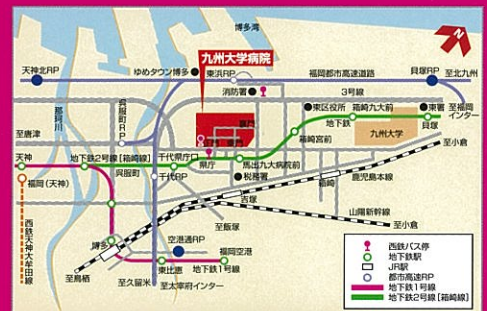 博多湾
九州大学病院
天神北RP
ゆめタウン博多
東浜RP
福岡都市高速道路
貝塚RP
至北九州
消防署
3号線
東区役所
箱崎九大前
東署
至福岡
インター
貝塚
地下鉄
九州大学
至唐津
那珂川
呉服町RP
箱崎宮前
至小倉
天神
地下鉄2号線[箱崎線]
千代県庁口
県庁
馬出九大病院前
福岡(天神)
呉服町
千代RP
税務署
箱崎
鹿児島本線
吉塚
山陽新幹線
至小倉
西鉄天神大牟田線
至飯塚
博多
空港通RP
福岡空港
至鳥栖
東比恵
地下鉄1号線
至久留米
至太宰府インター
西鉄バス停
地下鉄駅
JR駅
都市高速RP
地下鉄1号線
地下鉄2号線[箱崎線]